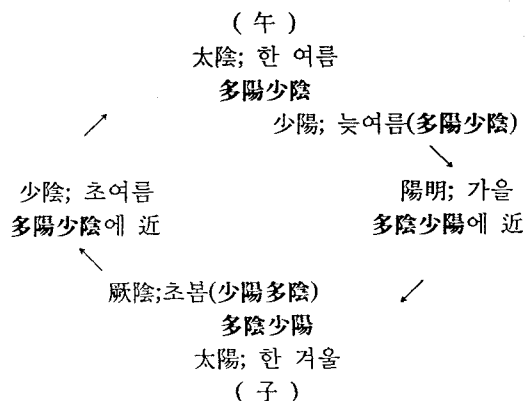 ( 午 )
太陰; 한 여름
多陽少陰
少陽; 늦여름(多陽少陰)
少陰; 초여름
多陽少陰에 近
陽明; 가을
多陰少陽에 近
厥陰;초봄(少陽多陰)
多陰少陽
太陽; 한 겨울
( 子 )